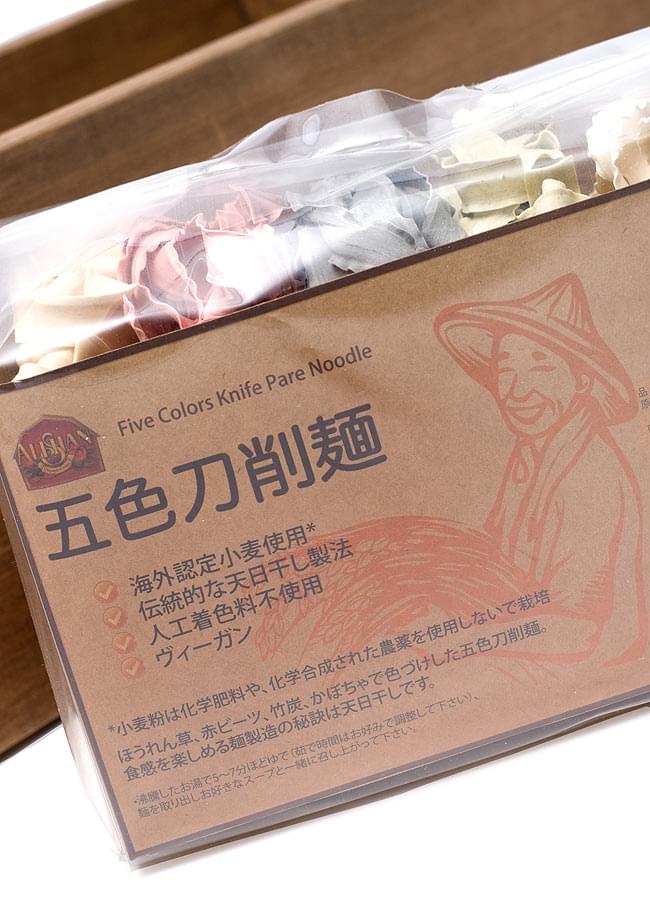 Five Colors Knife Pare Noodle
ALISHAN
五色刀削麺
海外認定小麦使用*
伝統的な天日干し製法
人工着色料不使用
ヴィーガン
*小麦粉は化学肥料や、化学合成された農薬を使用しないで栽培
ほうれん草、赤ビーツ、竹炭、かぼちゃで色づけした五色刀削麺。
食感を楽しめる麺製造の秘訣は天日干しです。
・沸騰したお湯で5〜7分ほどゆで（茹で時間はお好みで調整して下さい）、
麺を取り出しお好きなスープと一緒に召し上がって下さい。
品
原